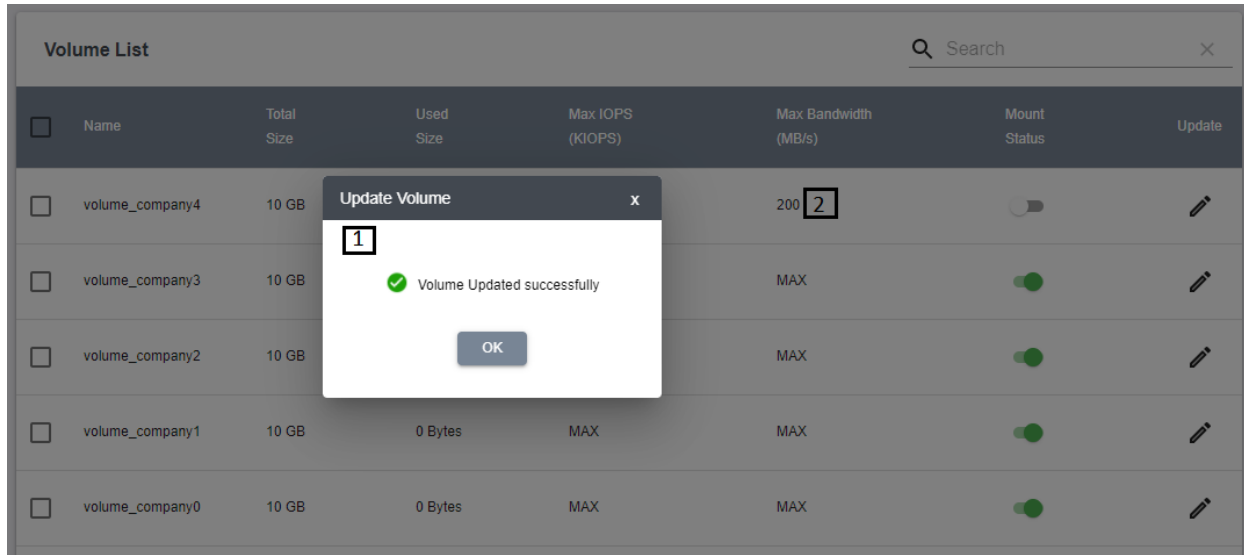 Volume List
Search
Name Total Size Used Size Max IOPS (KIOPS) Max Bandwidth (MB/s) Mount Status Update
volume_company4 10 GB 200 2
Update Volume x
1
Volume Updated successfully
OK
volume_company3 10 GB MAX
volume_company2 10 GB MAX
volume_company1 10 GB 0 Bytes MAX MAX
volume_company0 10 GB 0 Bytes MAX MAX